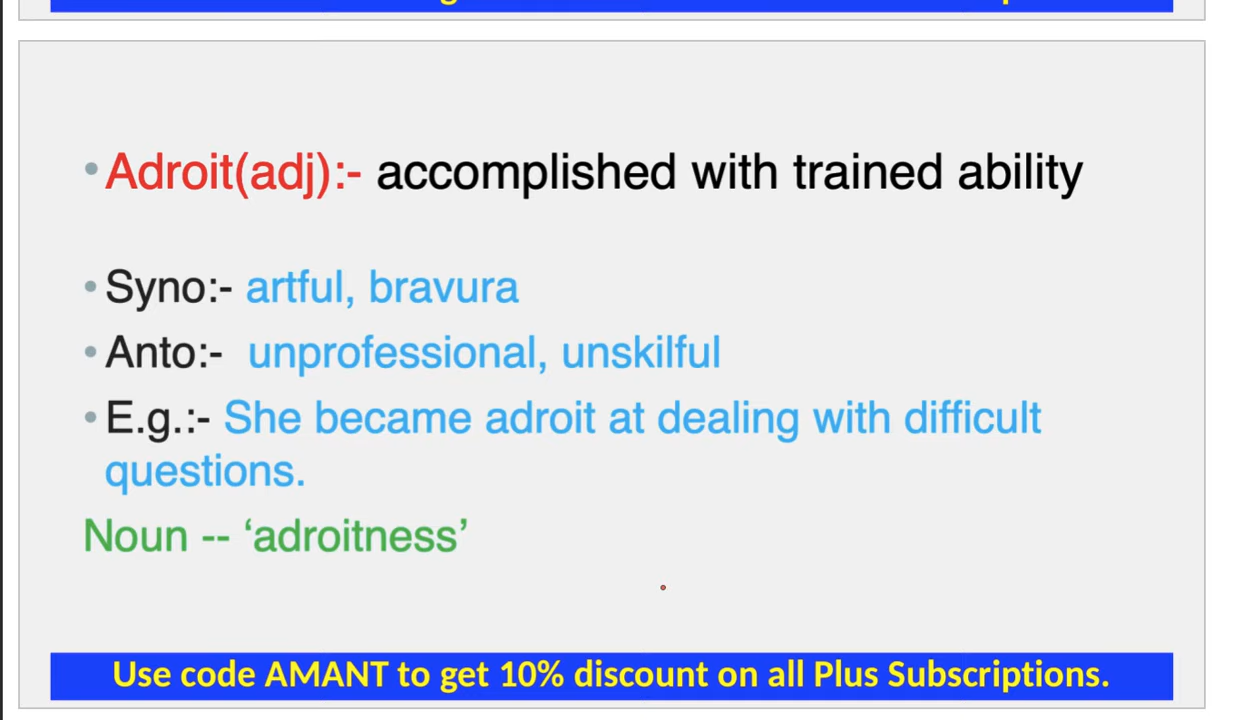 •Adroit(adj):- accomplished with trained ability
•Syno:- artful, bravura
•Anto:-  unprofessional, unskilful
•E.g.:- She became adroit at dealing with difficult
questions.
Noun -- ‘adroitness’
Use code AMANT to get 10% discount on all Plus Subscriptions.